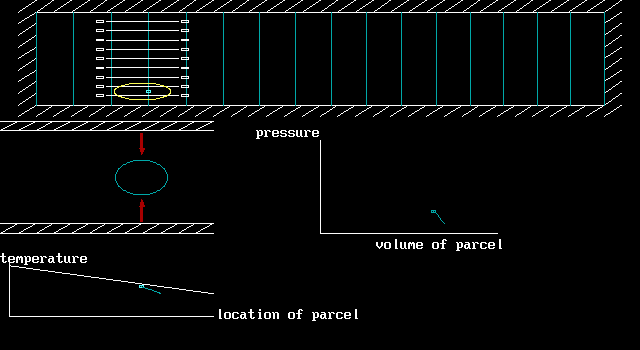 pressure
volume of parcel
temperature
location of parcel